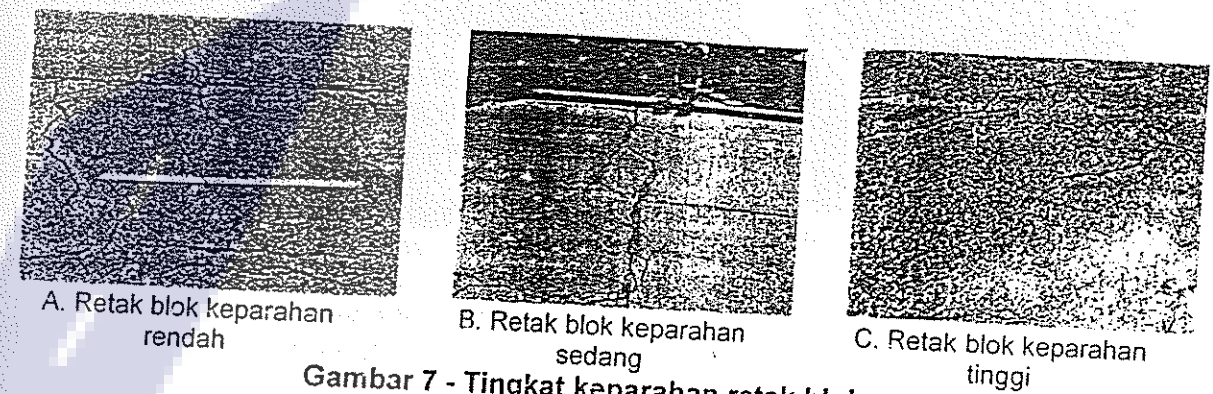 A. Retak blok keparahan
rendah
B. Retak blok keparahan
sedang
C. Retak blok keparahan
tinggi
Gambar 7 - Tingkat keparahan retak